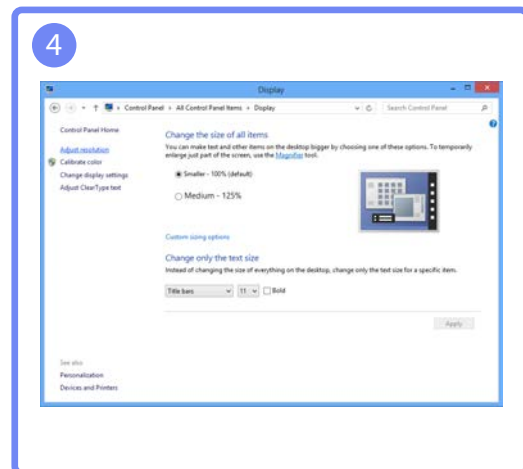 4
Display
Control Panel › All Control Panel Items › Display
Search Control Panel
Control Panel Home
Adjust resolution
Calibrate color
Change display settings
Adjust ClearType text
Change the size of all items
You can make text and other items on the desktop bigger by choosing one of these options. To temporarily
enlarge just part of the screen, use the Magnifier tool.
Smaller - 100% (default)
Medium - 125%
Custom sizing options
Change only the text size
Instead of changing the size of everything on the desktop, change only the text size for a specific item.
Title bars 11 Bold
Apply
See also
Personalization
Devices and Printers